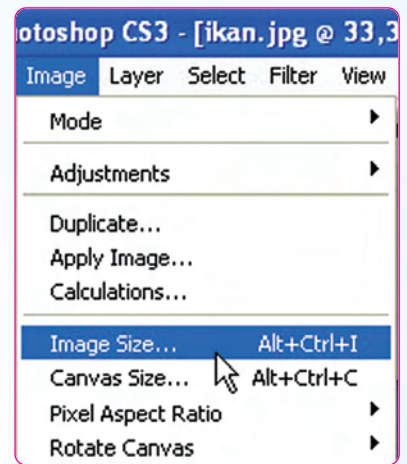 otoshop CS3 - [ikan.jpg @ 33,3
Image Layer Select Filter View
Mode
Adjustments
Duplicate...
Apply Image...
Calculations...
Image Size... Alt+Ctrl+I
Canvas Size... Alt+Ctrl+C
Pixel Aspect Ratio
Rotate Canvas